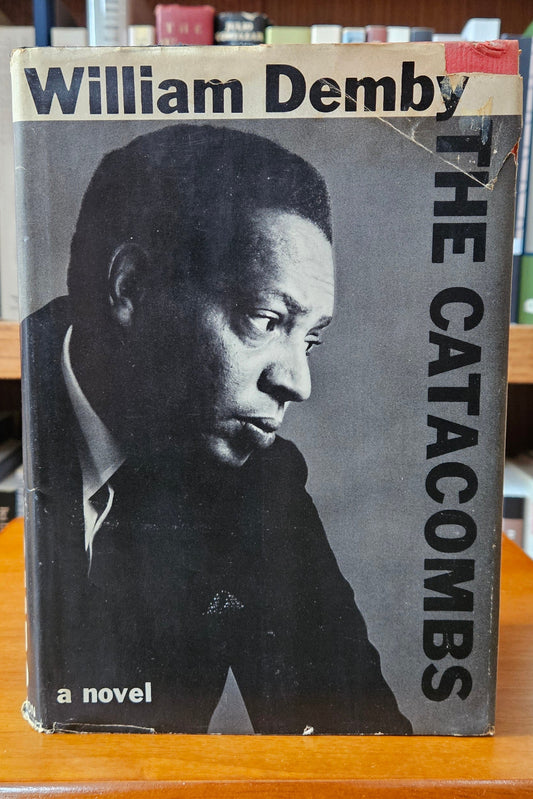 William Demby
THE CATACOMBS
a novel